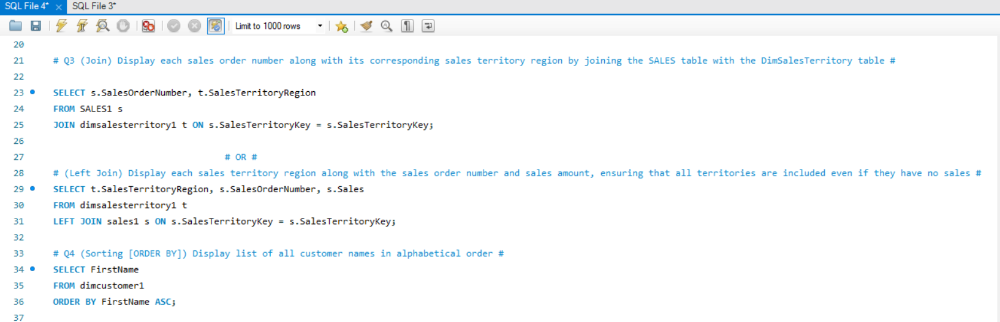 SQL File 4* × SQL File 3*
Limit to 1000 rows
20
21 # Q3 (Join) Display each sales order number along with its corresponding sales territory region by joining the SALES table with the DimSalesTerritory table #
22
23 SELECT s.SalesOrderNumber, t.SalesTerritoryRegion
24 FROM SALES1 s
25 JOIN dimsalesterritory1 t ON s.SalesTerritoryKey = s.SalesTerritoryKey;
26
27 # OR #
28 # (Left Join) Display each sales territory region along with the sales order number and sales amount, ensuring that all territories are included even if they have no sales #
29 SELECT t.SalesTerritoryRegion, s.SalesOrderNumber, s.Sales
30 FROM dimsalesterritory1 t
31 LEFT JOIN sales1 s ON s.SalesTerritoryKey = s.SalesTerritoryKey;
32
33 # Q4 (Sorting [ORDER BY]) Display list of all customer names in alphabetical order #
34 SELECT FirstName
35 FROM dimcustomer1
36 ORDER BY FirstName ASC;
37